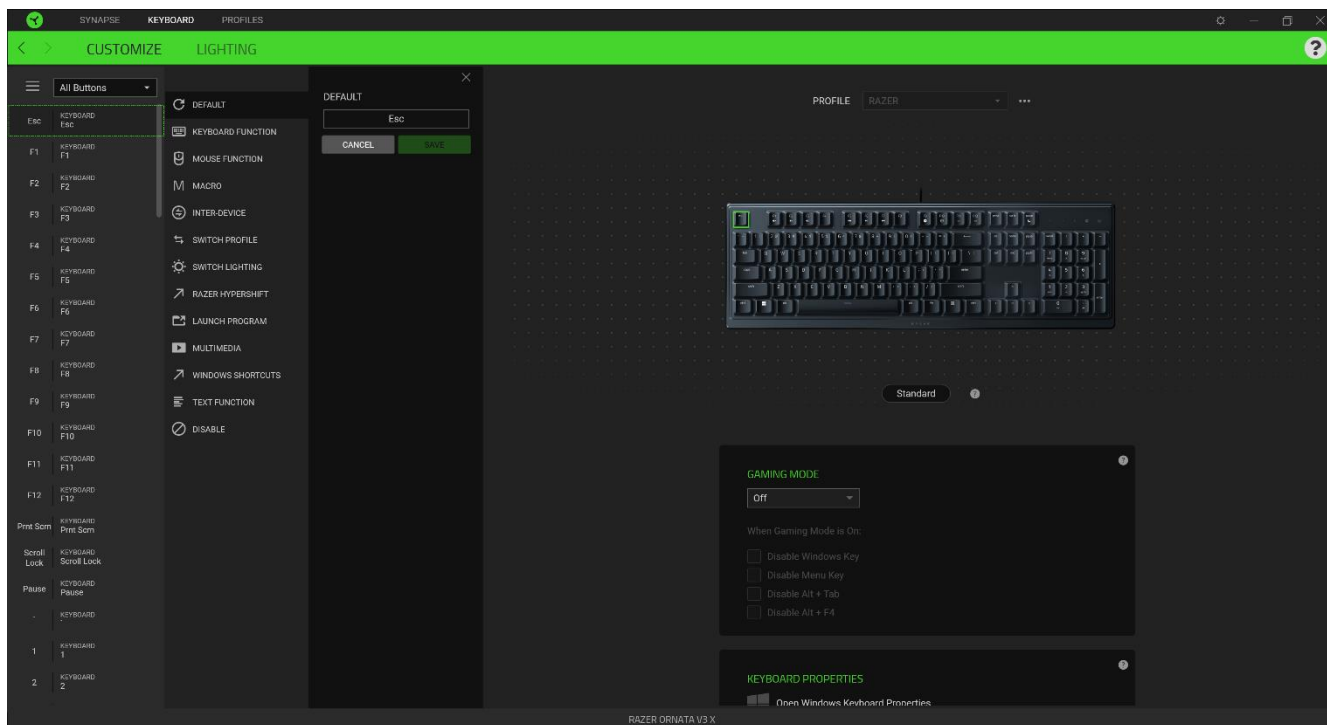 SYNAPSE KEYBOARD PROFILES
CUSTOMIZE LIGHTING
All Buttons
Esc KEYBOARD Esc
F1 KEYBOARD F1
F2 KEYBOARD F2
F3 KEYBOARD F3
F4 KEYBOARD F4
F5 KEYBOARD F5
F6 KEYBOARD F6
F7 KEYBOARD F7
F8 KEYBOARD F8
F9 KEYBOARD F9
F10 KEYBOARD F10
F11 KEYBOARD F11
F12 KEYBOARD F12
Prnt Scrn KEYBOARD Prnt Scrn
Scroll Lock KEYBOARD Scroll Lock
Pause KEYBOARD Pause
KEYBOARD
1 KEYBOARD 1
2 KEYBOARD 2
DEFAULT
KEYBOARD FUNCTION
MOUSE FUNCTION
MACRO
INTER-DEVICE
SWITCH PROFILE
SWITCH LIGHTING
RAZER HYPERSHIFT
LAUNCH PROGRAM
MULTIMEDIA
WINDOWS SHORTCUTS
TEXT FUNCTION
DISABLE
DEFAULT
Esc
CANCEL SAVE
PROFILE RAZER
Standard
GAMING MODE
Off
When Gaming Mode is On:
Disable Windows Key
Disable Menu Key
Disable Alt + Tab
Disable Alt + F4
KEYBOARD PROPERTIES
Open Windows Keyboard Properties
RAZER ORNATA V3 X